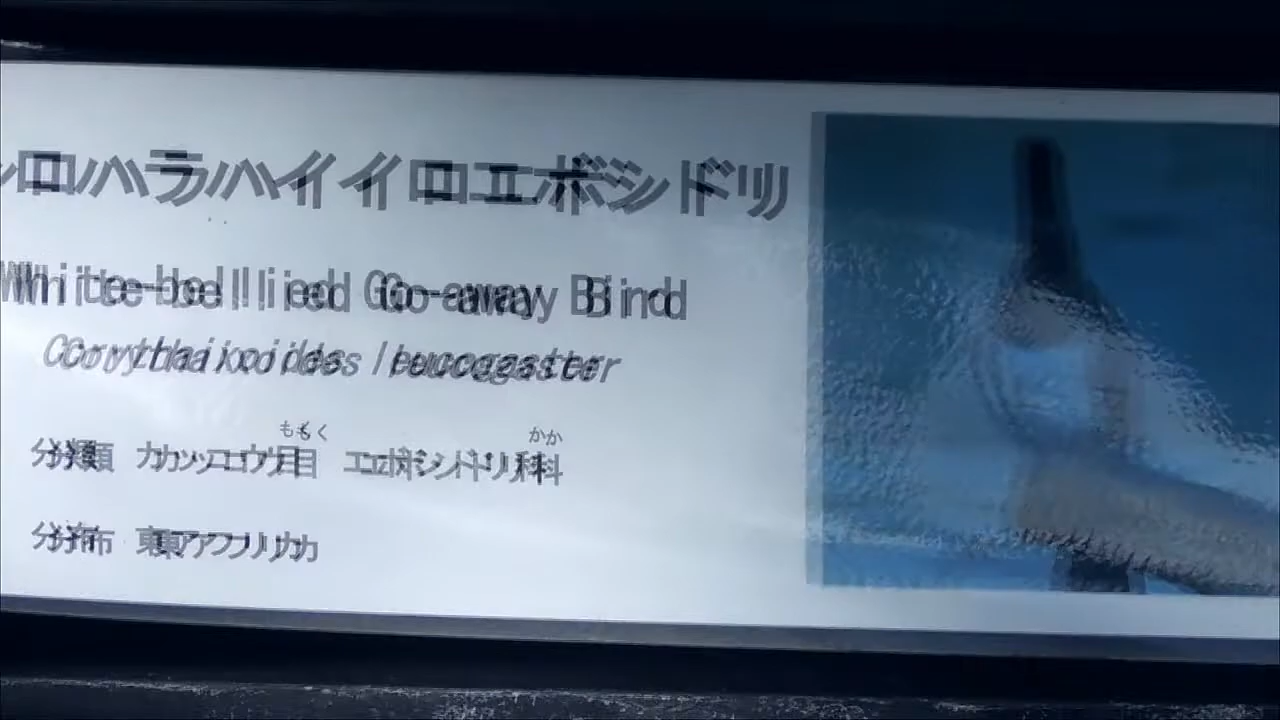 シロハラハイイロエボシドリ
White-bellied Go-away Bird
Corythaixoides leucogaster
もく か
分類 カッコウ目 エボシドリ科
分布 東アフリカ